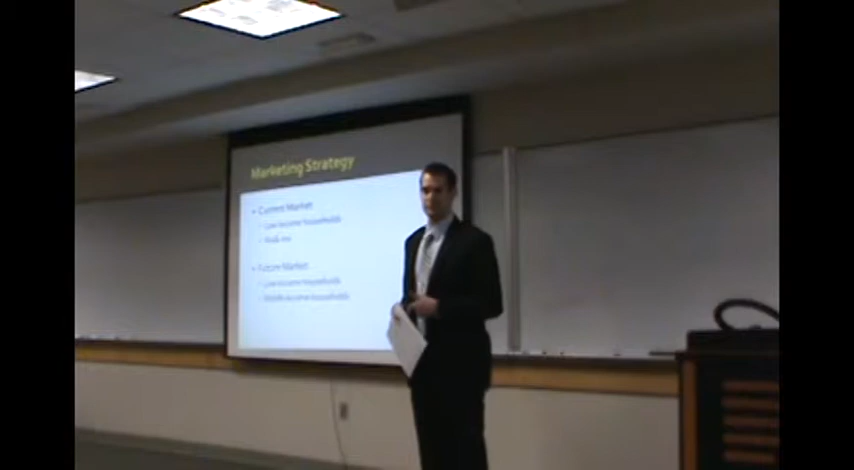 Marketing Strategy
• Current Market
– Low income households
Future Market
– Low income households
– Middle income households